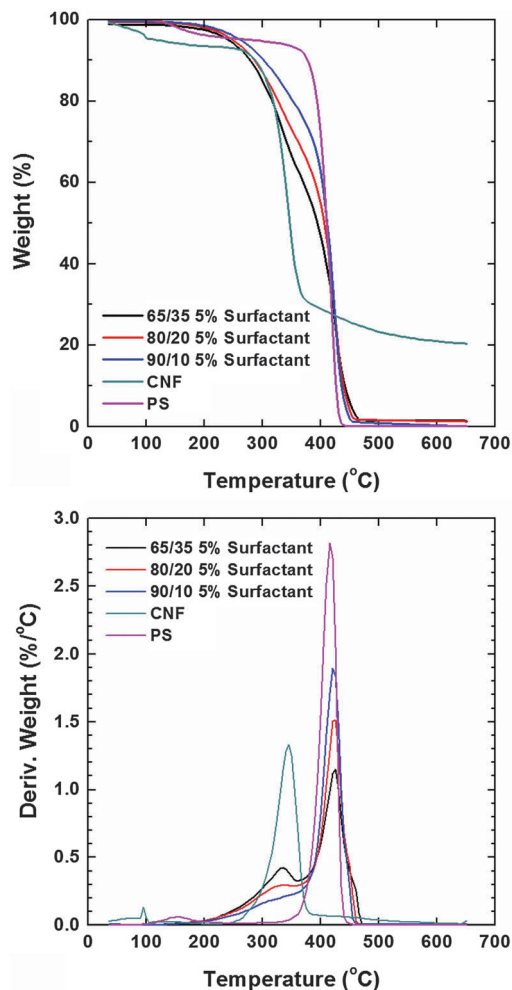 100
80
60
40
20
0
Weight (%)
65/35 5% Surfactant
80/20 5% Surfactant
90/10 5% Surfactant
CNF
PS
0 100 200 300 400 500 600 700
Temperature (°C)
3.0
2.5
2.0
1.5
1.0
0.5
0.0
Deriv. Weight (%/°C)
65/35 5% Surfactant
80/20 5% Surfactant
90/10 5% Surfactant
CNF
PS
0 100 200 300 400 500 600 700
Temperature (°C)